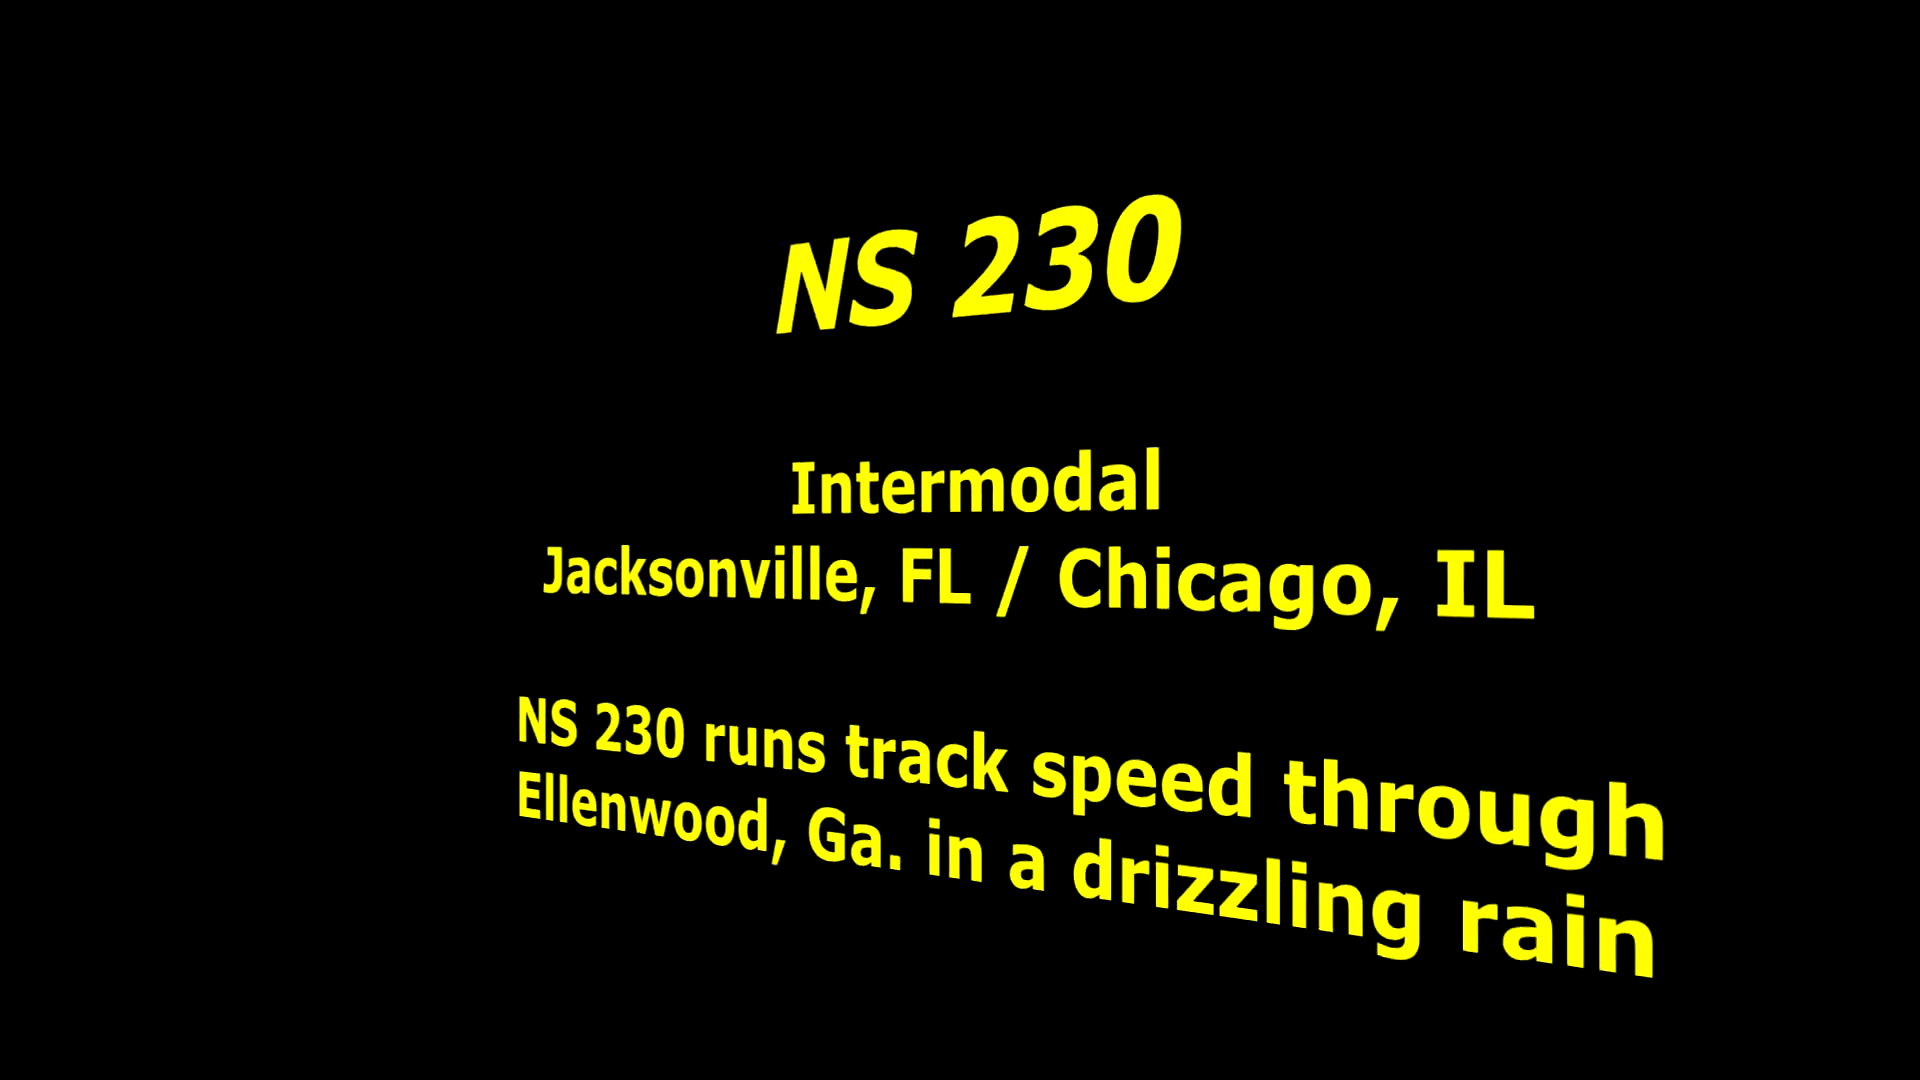 NS 230
Intermodal
Jacksonville, FL / Chicago, IL
NS 230 runs track speed through
Ellenwood, Ga. in a drizzling rain